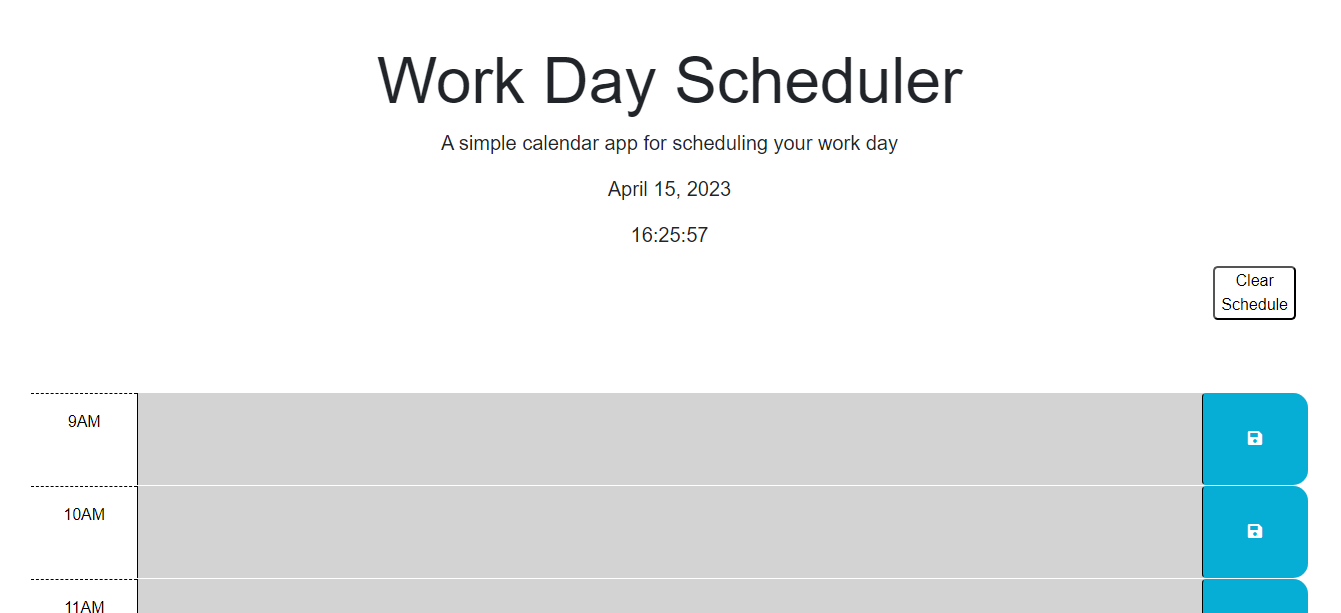 Work Day Scheduler
A simple calendar app for scheduling your work day
April 15, 2023
16:25:57
Clear
Schedule
9AM
10AM
11AM